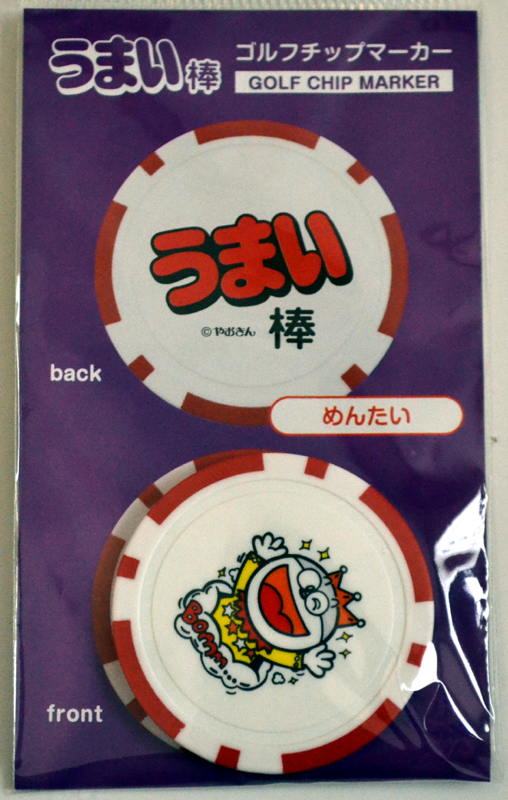 うまい棒
ゴルフチップマーカー
GOLF CHIP MARKER
うまい
棒
©やおきん
back
めんたい
Bomm...
front